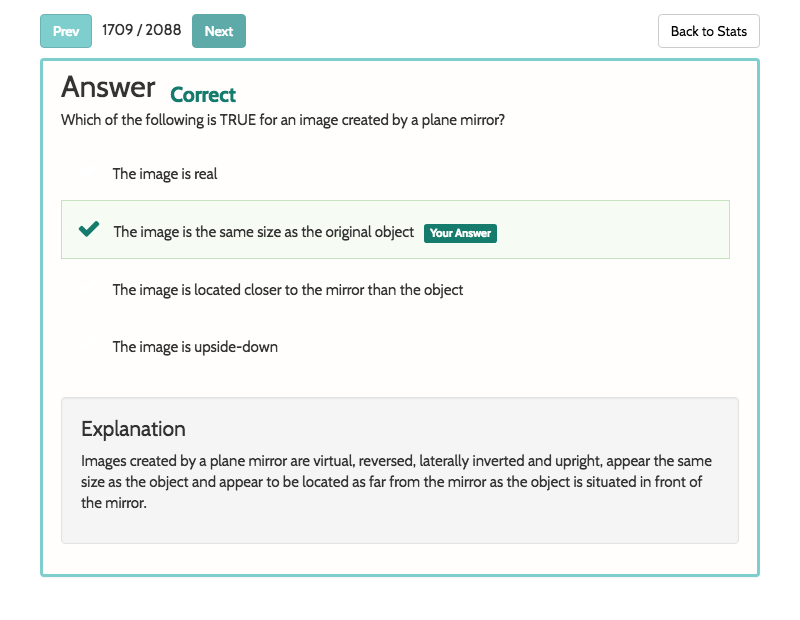 Prev 1709 / 2088 Next Back to Stats
Answer Correct
Which of the following is TRUE for an image created by a plane mirror?
The image is real
The image is the same size as the original object Your Answer
The image is located closer to the mirror than the object
The image is upside-down
Explanation
Images created by a plane mirror are virtual, reversed, laterally inverted and upright, appear the same
size as the object and appear to be located as far from the mirror as the object is situated in front of
the mirror.